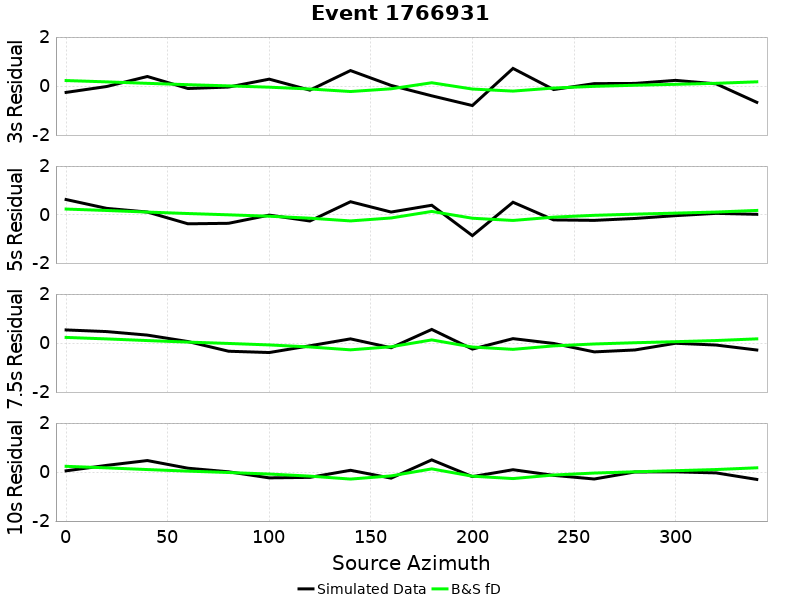 Event 1766931
3s Residual
2
0
-2
5s Residual
2
0
-2
7.5s Residual
2
0
-2
10s Residual
2
0
-2
0 50 100 150 200 250 300
Source Azimuth
Simulated Data B&S fD